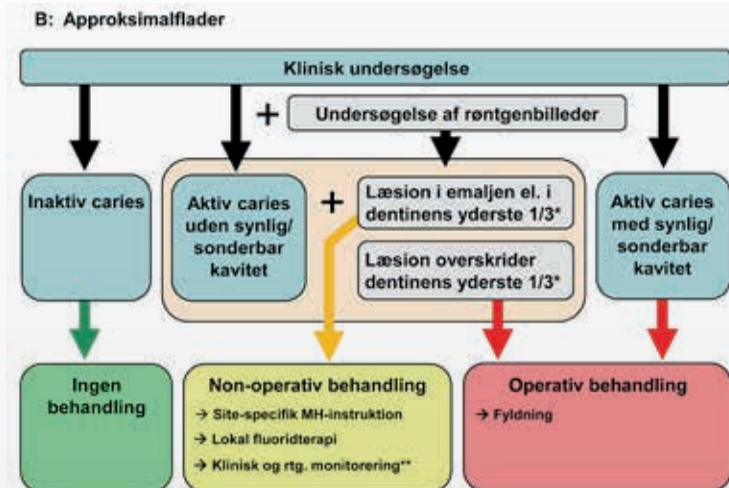 B: Approksimalflader
Klinisk undersøgelse
+
Undersøgelse af røntgenbilleder
Inaktiv caries
Aktiv caries
uden synlig/
sonderbar
kavitet
+
Læsion i emaljen el. i
dentinens yderste 1/3*
Læsion overskrider
dentinens yderste 1/3*
Aktiv caries
med synlig/
sonderbar
kavitet
Ingen
behandling
Non-operativ behandling
→ Site-specifik MH-instruktion
→ Lokal fluoridterapi
→ Klinisk og rtg. monitorering**
Operativ behandling
→ Fyldning